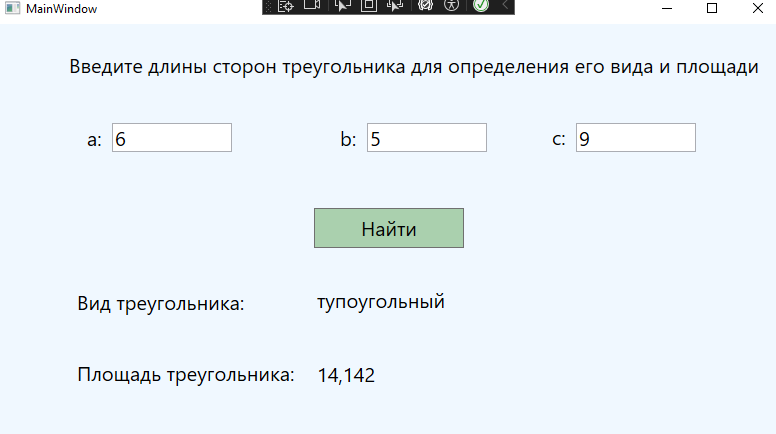 MainWindow
Введите длины сторон треугольника для определения его вида и площади
a: 6 b: 5 c: 9
Найти
Вид треугольника: тупоугольный
Площадь треугольника: 14,142